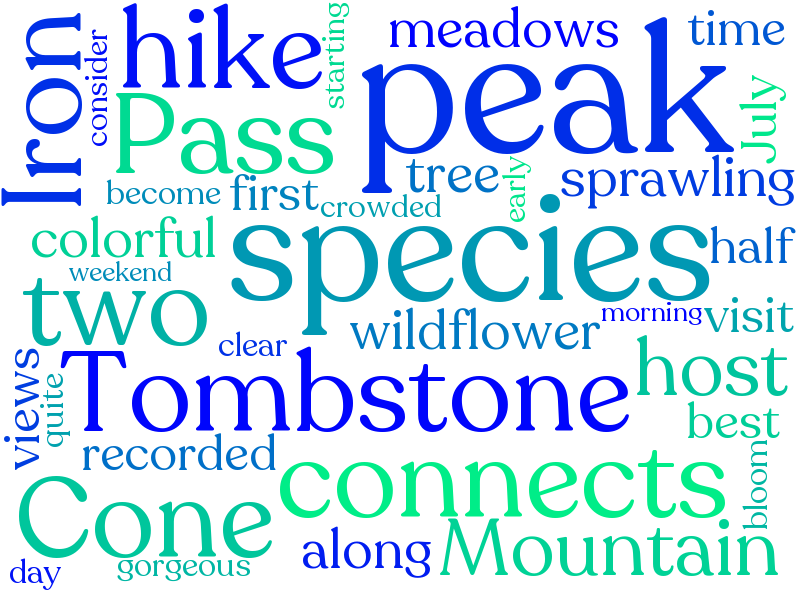 Iron
consider
hike
starting
meadows
time
peak
Pass
July
tree
early
sprawling
become
first
crowded
colorful
species
half
weekend
two
morning
visit
clear
wildflower
views
quite
Tombstone
host
best
recorded
connects
bloom
Cone
Mountain
along
gorgeous
day